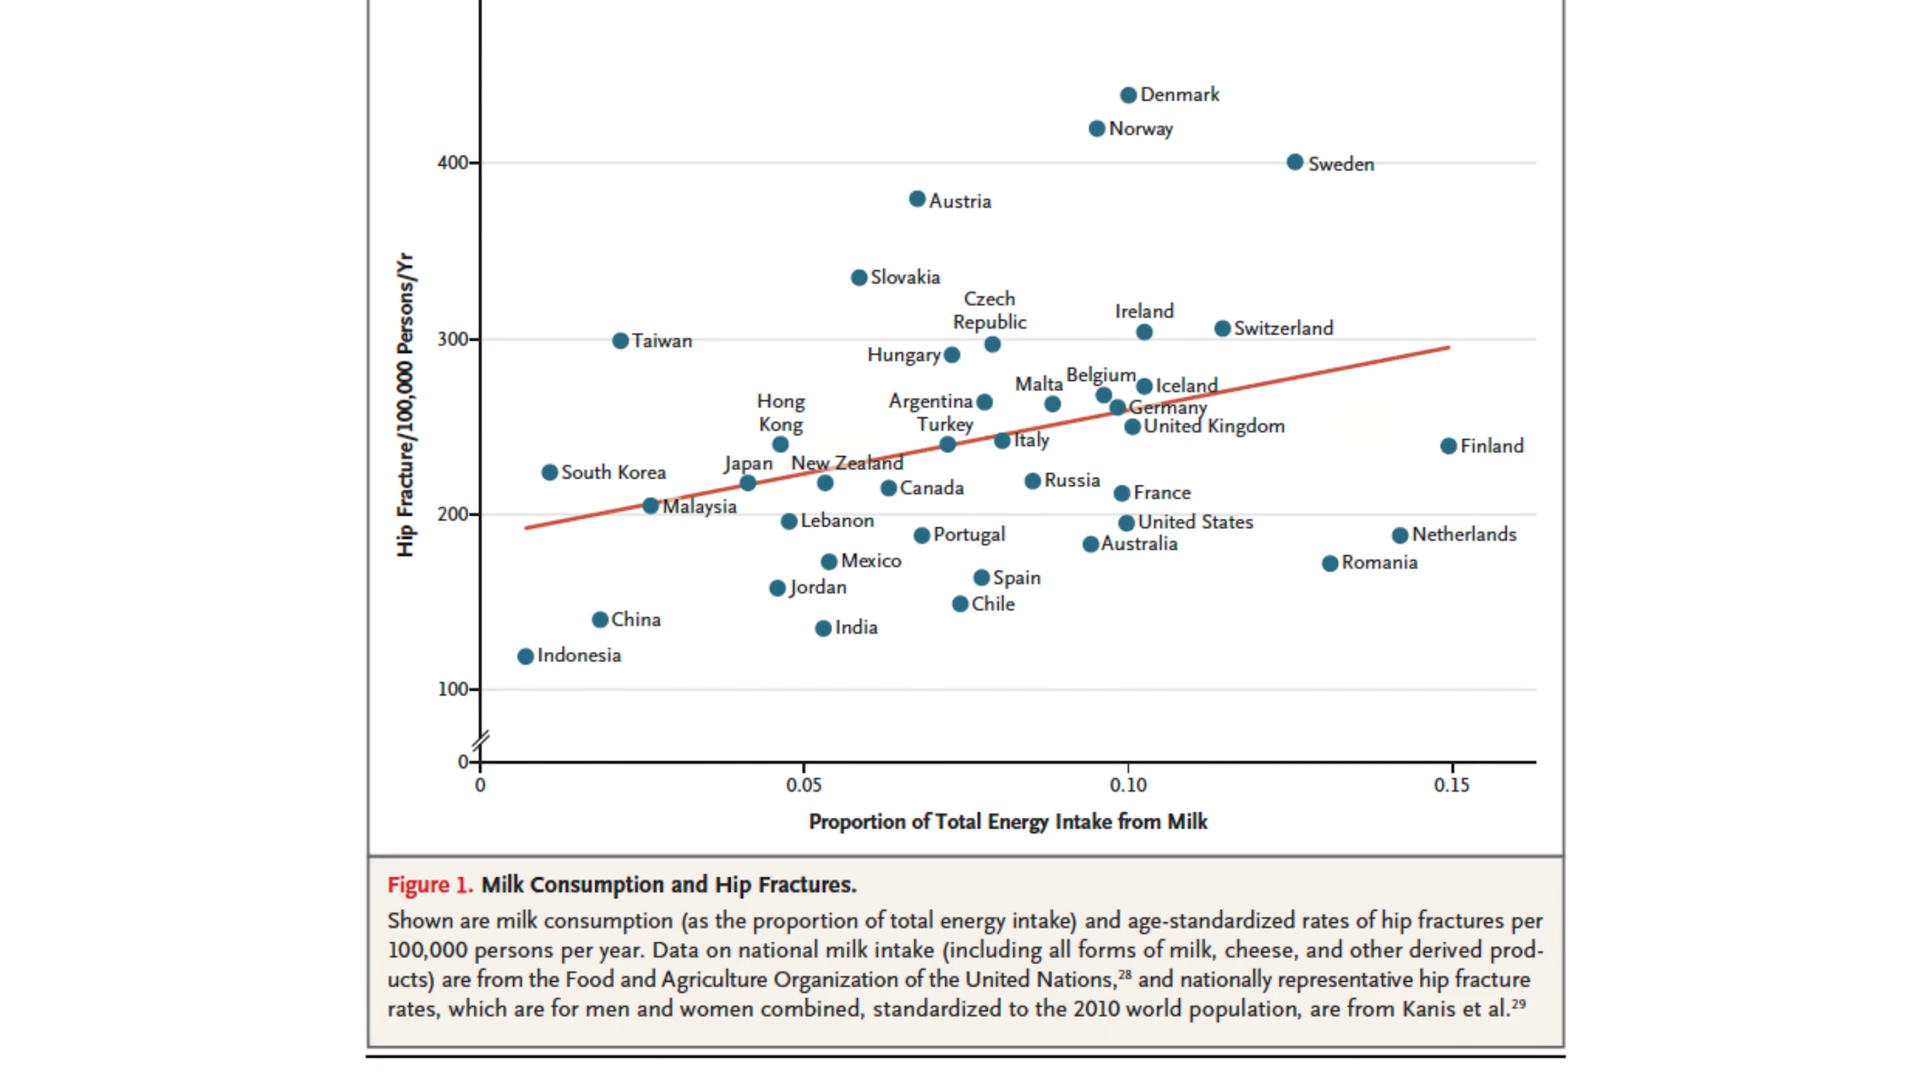 Denmark
Norway
400
Sweden
Austria
Slovakia
Czech
Republic
Ireland
Switzerland
300
Taiwan
Hungary
Malta
Belgium
Iceland
Hong
Kong
Argentina
Germany
Turkey
United Kingdom
Italy
Finland
Japan
New Zealand
South Korea
Canada
Russia
France
Malaysia
200
Lebanon
United States
Portugal
Netherlands
Australia
Mexico
Romania
Jordan
Spain
Chile
China
India
Indonesia
100
0
Hip Fracture/100,000 Persons/Yr
0
0.05
0.10
0.15
Proportion of Total Energy Intake from Milk
Figure 1. Milk Consumption and Hip Fractures.
Shown are milk consumption (as the proportion of total energy intake) and age-standardized rates of hip fractures per
100,000 persons per year. Data on national milk intake (including all forms of milk, cheese, and other derived prod-
ucts) are from the Food and Agriculture Organization of the United Nations,28 and nationally representative hip fracture
rates, which are for men and women combined, standardized to the 2010 world population, are from Kanis et al.29